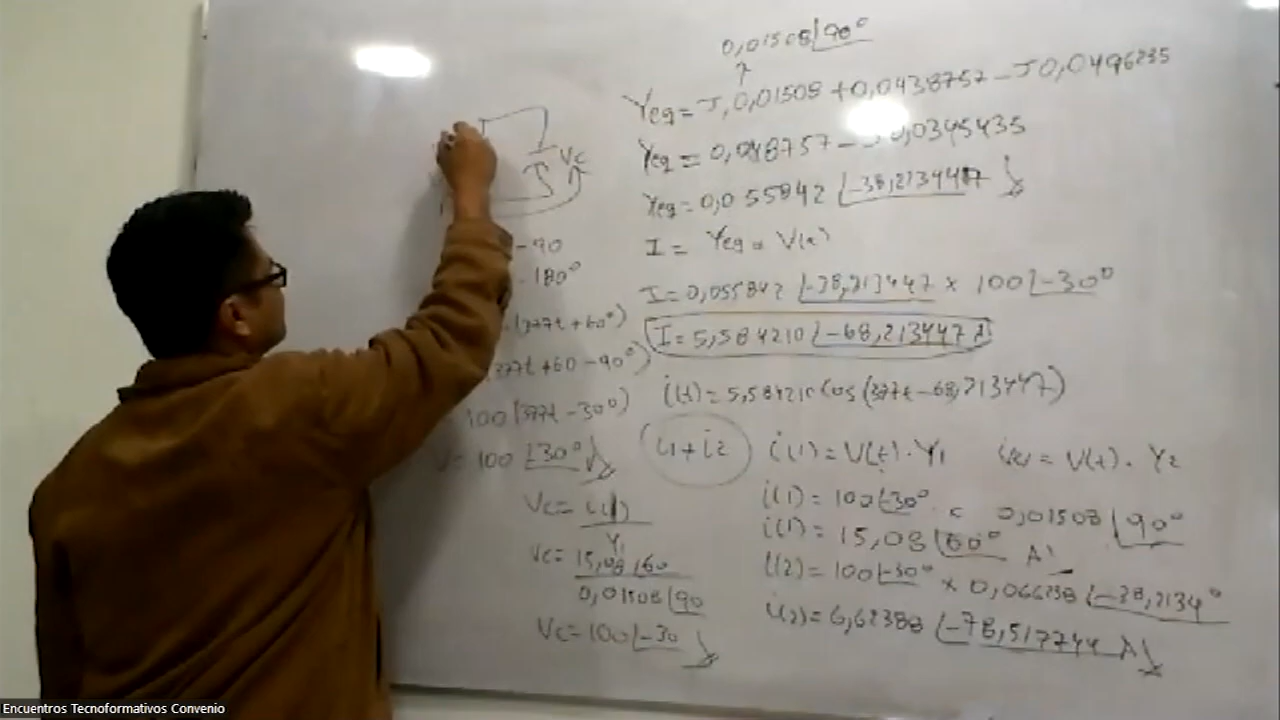 0,01508∠90°
Yeq = J,0,01508 + 0,0438757 - J0,0496235
Yeq = 0,048757 - 0,0345435
Yeq = 0,055842 ∠-38,213447
I = Yeq * V(t)
I = 0,055842 ∠-38,213447 x 100∠-30°
I = 5,584210 ∠-68,213447 A
i(t) = 5,584210 Cos (377t - 68,213447)
i1 + i2
i(1) = V(t) . Y1
i(2) = V(t) . Y2
i(1) = 100∠-30° . 0,01508∠90°
i(1) = 15,08∠60° A
i(2) = 100∠-30° x 0,066238∠-38,2134°
i(2) = 6,62388∠-78,517744 A
Vc
-90
-180°
(377t+60°)
(377t+60-90°)
100(377t-30°)
V = 100∠30° V
Vc = i(1)
Y1
Vc = 15,08∠60
0,01508∠90
Vc = 100∠-30
Encuentros Tecnoformativos Convenio